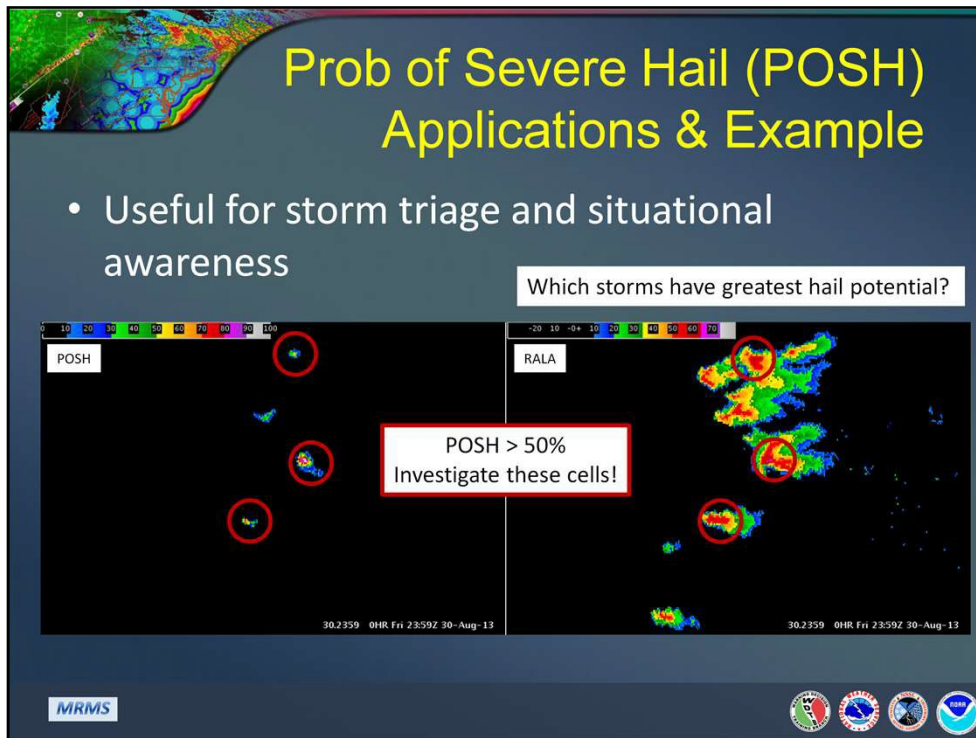 Prob of Severe Hail (POSH)
Applications & Example
• Useful for storm triage and situational
awareness
Which storms have greatest hail potential?
0 10 20 30 40 50 60 70 80 90 100
POSH
-20 10 -0+ 10 20 30 40 50 60 70
RALA
POSH > 50%
Investigate these cells!
30.2359 0HR Fri 23:59Z 30-Aug-13
30.2359 0HR Fri 23:59Z 30-Aug-13
MRMS
NOAA